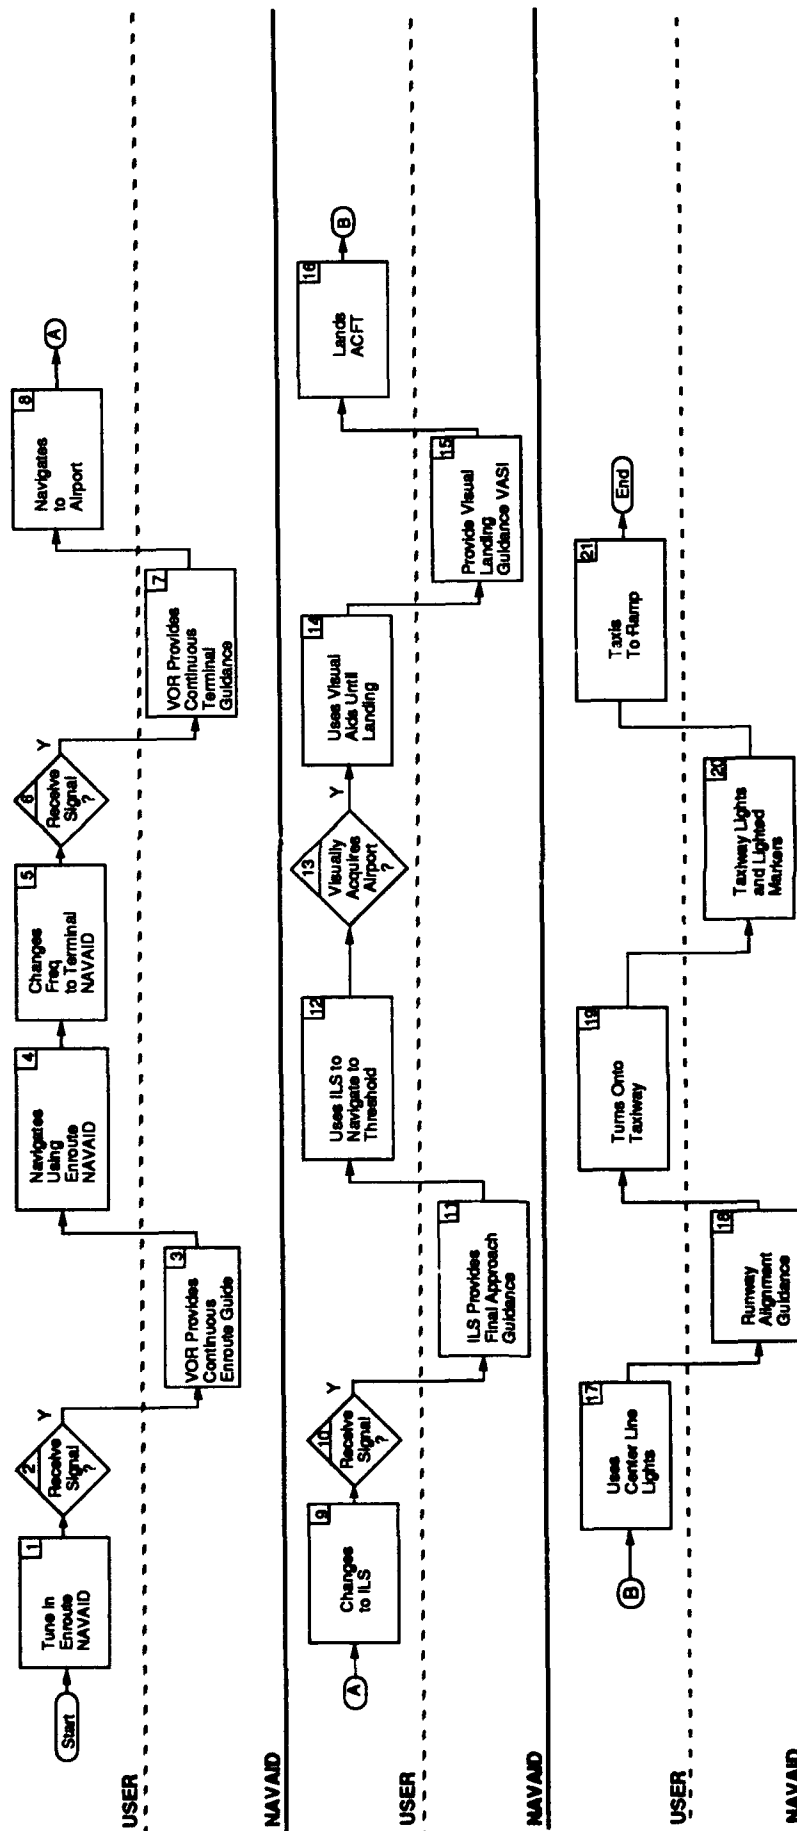 Start
1
Tune In
Enroute
NAVAID
2
Receive
Signal
?
Y
3
VOR Provides
Continuous
Enroute Guide
4
Navigates
Using
Enroute
NAVAID
5
Changes
Freq
to Terminal
NAVAID
6
Receive
Signal
?
Y
7
VOR Provides
Continuous
Terminal
Guidance
8
Navigates
to
Airport
A
USER
NAVAID
A
9
Changes
to ILS
10
Receive
Signal
?
Y
11
ILS Provides
Final Approach
Guidance
12
Uses ILS to
Navigate to
Threshold
13
Visually
Acquires
Airport
?
Y
14
Uses Visual
Aids Until
Landing
15
Provide Visual
Landing
Guidance VASI
16
Lands
ACFT
B
USER
NAVAID
B
17
Uses
Center Line
Lights
18
Runway
Alignment
Guidance
19
Turns Onto
Taxiway
20
Taxiway Lights
and Lighted
Markers
21
Taxis
To Ramp
End
USER
NAVAID